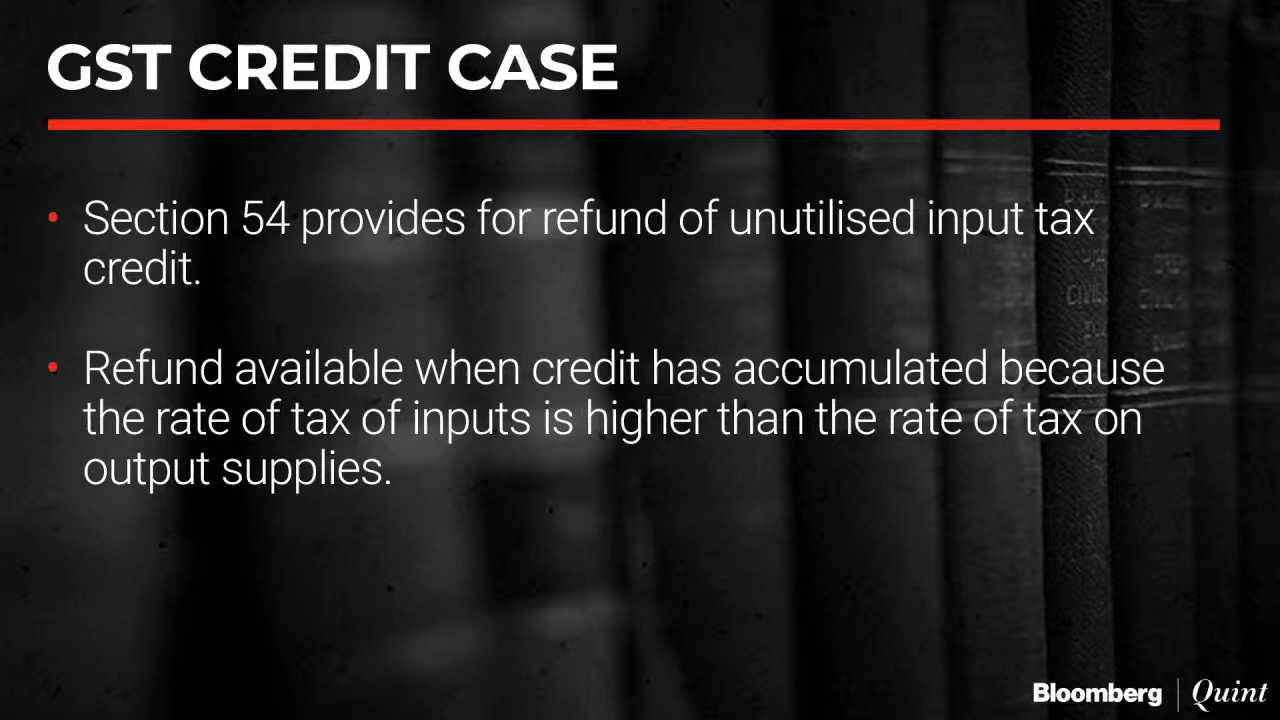 GST CREDIT CASE
• Section 54 provides for refund of unutilised input tax
credit.
• Refund available when credit has accumulated because
the rate of tax of inputs is higher than the rate of tax on
output supplies.
Bloomberg | Quint